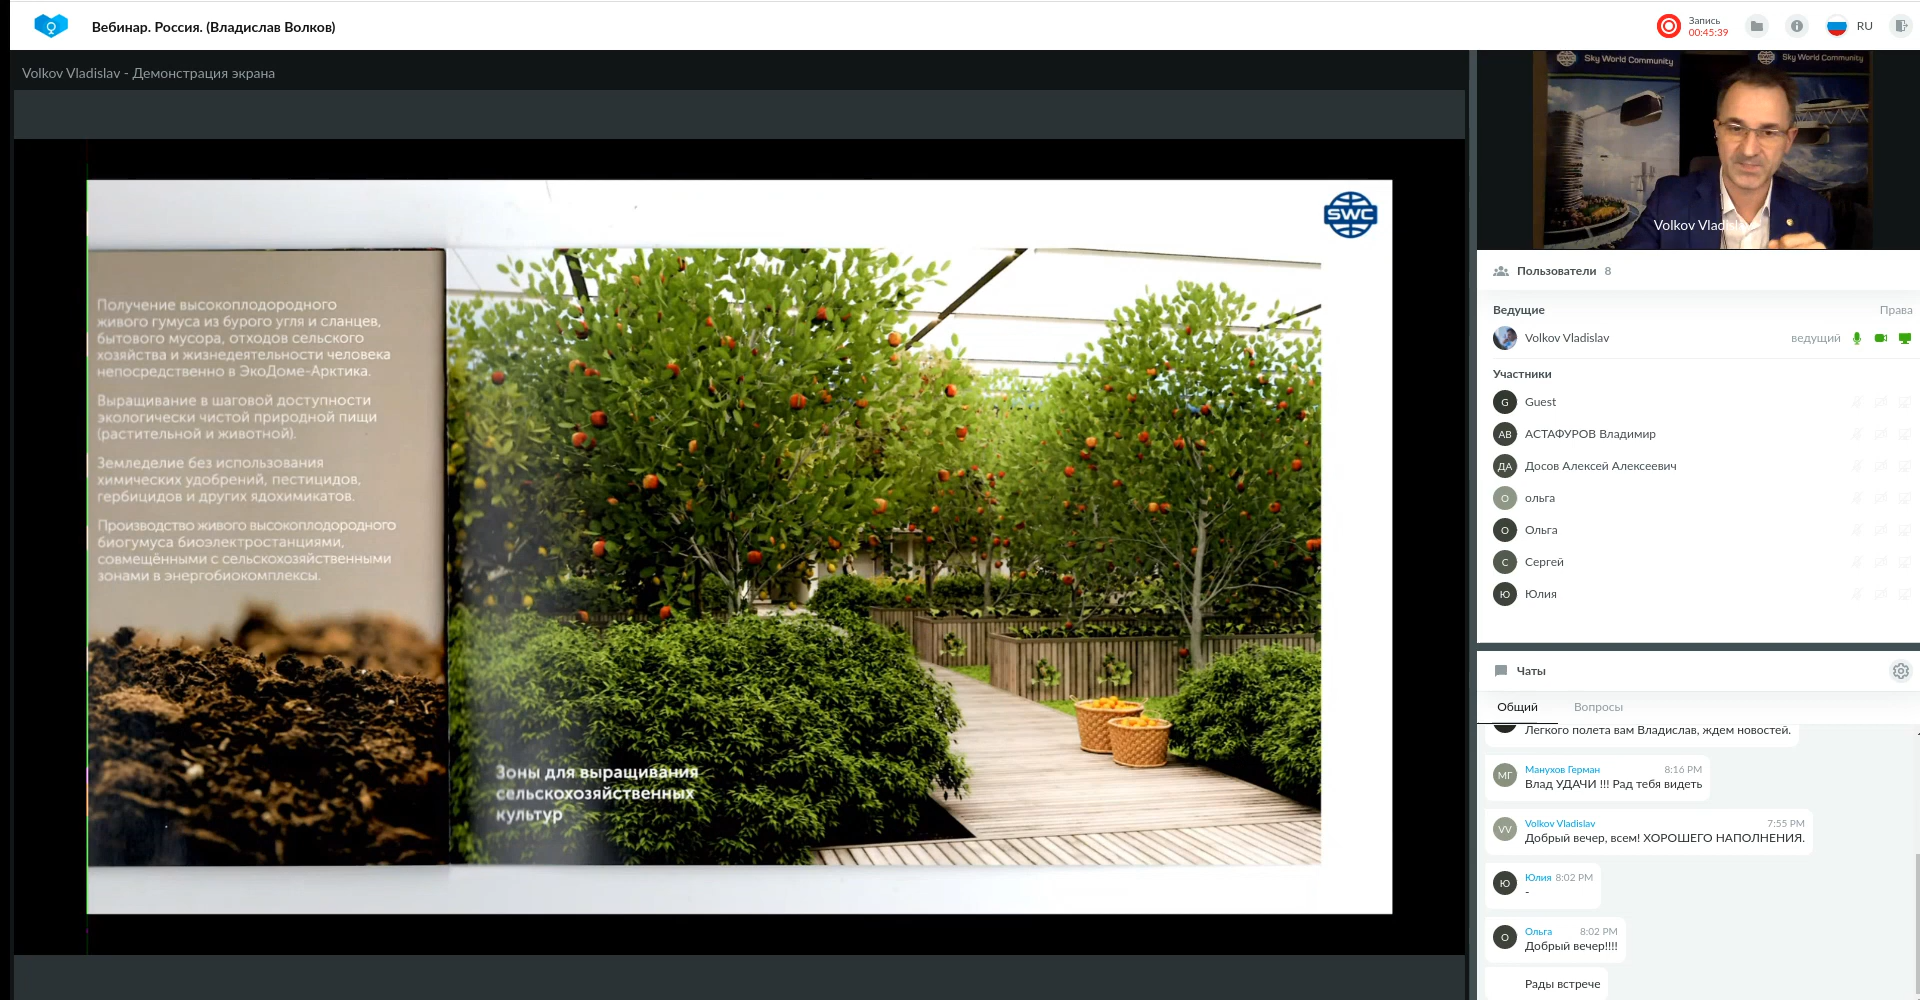 Вебинар. Россия. (Владислав Волков)
Запись
00:45:39
RU
Volkov Vladislav - Демонстрация экрана
SWC
Получение высокоплодородного
живого гумуса из бурого угля и сланцев,
бытового мусора, отходов сельского
хозяйства и жизнедеятельности человека
непосредственно в ЭкоДоме-Арктика.
Выращивание в шаговой доступности
экологически чистой природной пищи
(растительной и животной).
Земледелие без использования
химических удобрений, пестицидов,
гербицидов и других ядохимикатов.
Производство живого высокоплодородного
биогумуса биоэлектростанциями,
совмещёнными с сельскохозяйственными
зонами в энергобиокомплексы.
Зоны для выращивания
сельскохозяйственных
культур
Sky World Community
Sky World Community
Volkov Vladislav
Пользователи 8
Ведущие Права
Volkov Vladislav ведущий
Участники
G Guest
АВ АСТАФУРОВ Владимир
ДА Досов Алексей Алексеевич
О ольга
О Ольга
С Сергей
Ю Юлия
Чаты
Общий Вопросы
Легкого полета вам Владислав, ждем новостей.
МГ Манухов Герман 8:16 PM
Влад УДАЧИ !!! Рад тебя видеть
VV Volkov Vladislav 7:55 PM
Добрый вечер, всем! ХОРОШЕГО НАПОЛНЕНИЯ.
Ю Юлия 8:02 PM
-
О Ольга 8:02 PM
Добрый вечер!!!!
Рады встрече